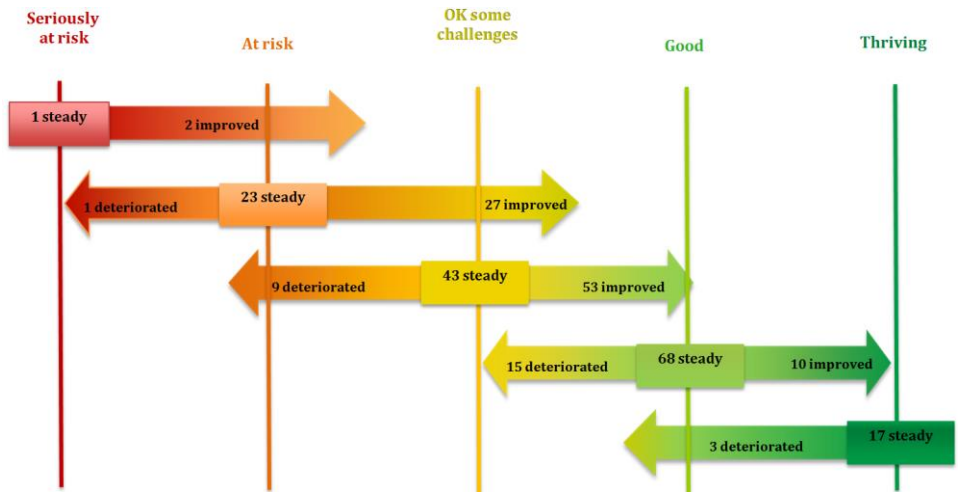 Seriously
at risk
At risk
OK some
challenges
Good
Thriving
1 steady
2 improved
1 deteriorated
23 steady
27 improved
9 deteriorated
43 steady
53 improved
15 deteriorated
68 steady
10 improved
3 deteriorated
17 steady